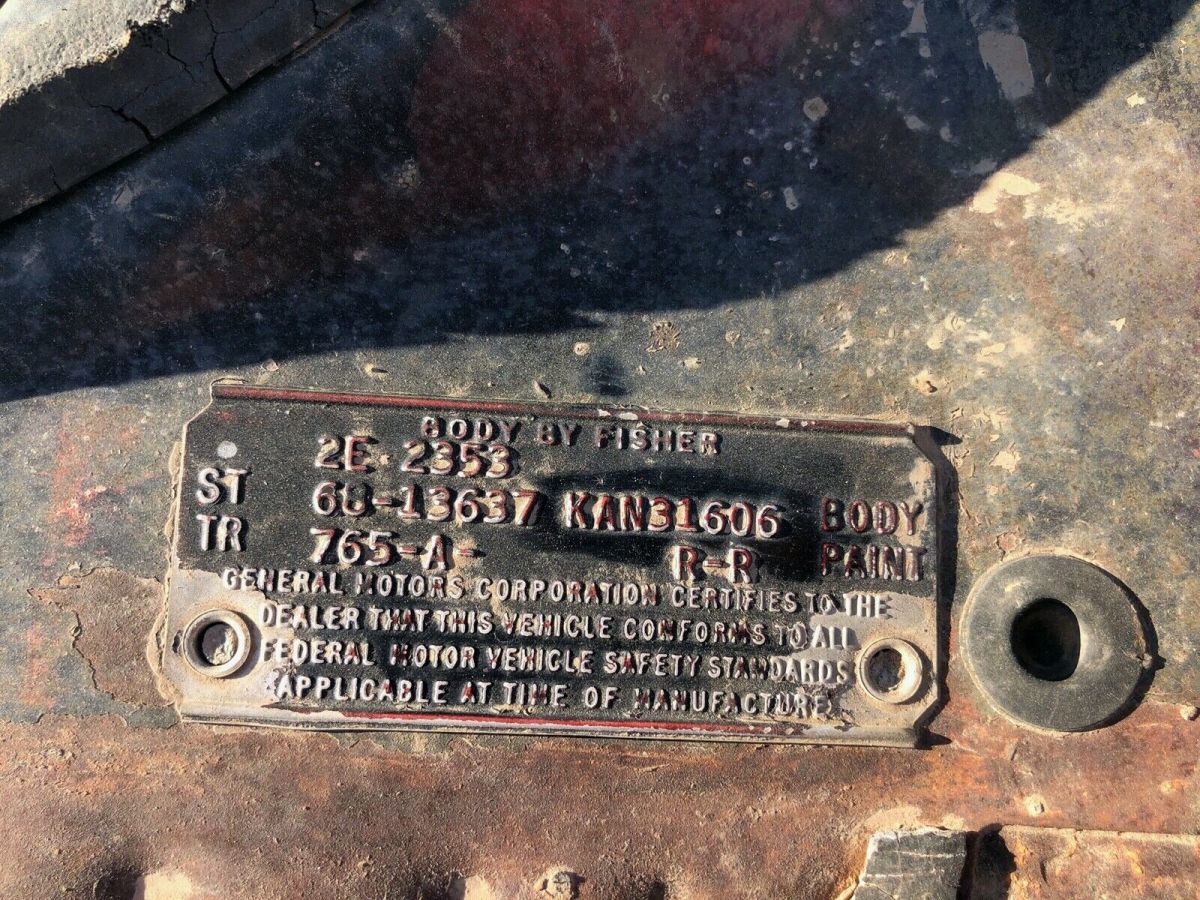 BODY BY FISHER
2E 2353
ST 68-13637 KAN31606 BODY
TR 765-A- R-R PAINT
GENERAL MOTORS CORPORATION CERTIFIES TO THE
DEALER THAT THIS VEHICLE CONFORMS TO ALL
FEDERAL MOTOR VEHICLE SAFETY STANDARDS
APPLICABLE AT TIME OF MANUFACTURE